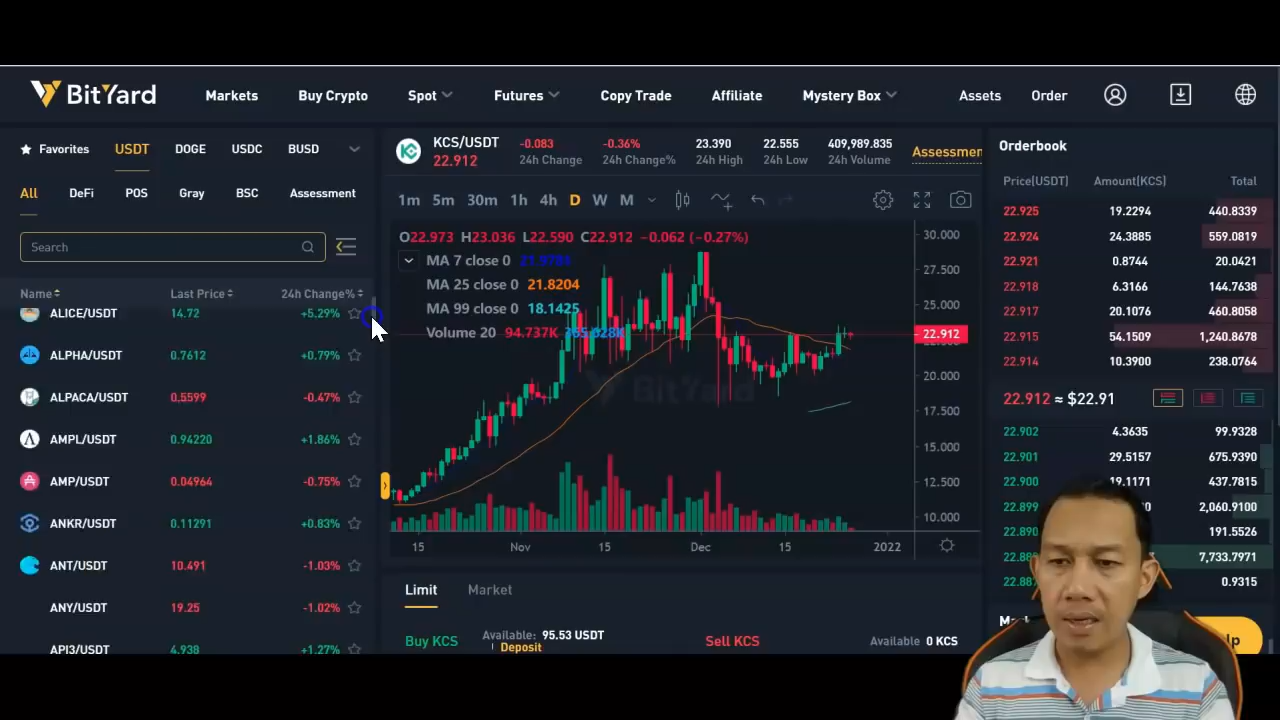 BitYard Markets Buy Crypto Spot Futures Copy Trade Affiliate Mystery Box Assets Order
Favorites USDT DOGE USDC BUSD
All DeFi POS Gray BSC Assessment
Search
Name Last Price 24h Change%
ALICE/USDT 14.72 +5.29%
ALPHA/USDT 0.7612 +0.79%
ALPACA/USDT 0.5599 -0.47%
AMPL/USDT 0.94220 +1.86%
AMP/USDT 0.04964 -0.75%
ANKR/USDT 0.11291 +0.83%
ANT/USDT 10.491 -1.03%
ANY/USDT 19.25 -1.02%
API3/USDT 4.938 +1.27%
KCS/USDT -0.083 -0.36% 23.390 22.555 409,989.835
22.912 24h Change 24h Change% 24h High 24h Low 24h Volume
Assessmen
1m 5m 30m 1h 4h D W M
O22.973 H23.036 L22.590 C22.912 -0.062 (-0.27%)
MA 7 close 0
MA 25 close 0 21.8204
MA 99 close 0 18.1425
Volume 20 94.737K
BitYard
30.000
27.500
25.000
22.912
20.000
17.500
15.000
12.500
10.000
15 Nov 15 Dec 15 2022
Limit Market
Buy KCS Available: 95.53 USDT Sell KCS Available 0 KCS
Deposit
Orderbook
Price(USDT) Amount(KCS) Total
22.925 19.2294 440.8339
22.924 24.3885 559.0819
22.921 0.8744 20.0421
22.918 6.3166 144.7638
22.917 20.1076 460.8058
22.915 54.1509 1,240.8678
22.914 10.3900 238.0764
22.912 ≈ $22.91
22.902 4.3635 99.9328
22.901 29.5157 675.9390
22.900 19.1171 437.7815
22.899 2,060.9100
22.890 191.5526
22.88 7,733.7971
22.88 0.9315